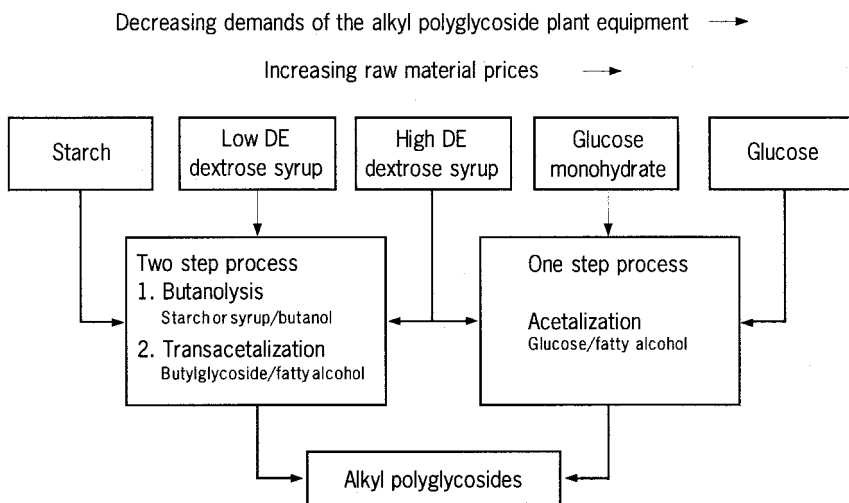 Decreasing demands of the alkyl polyglycoside plant equipment
Increasing raw material prices
Starch
Low DE
dextrose syrup
High DE
dextrose syrup
Glucose
monohydrate
Glucose
Two step process
1. Butanolysis
Starch or syrup/butanol
2. Transacetalization
Butylglycoside/fatty alcohol
One step process
Acetalization
Glucose/fatty alcohol
Alkyl polyglycosides